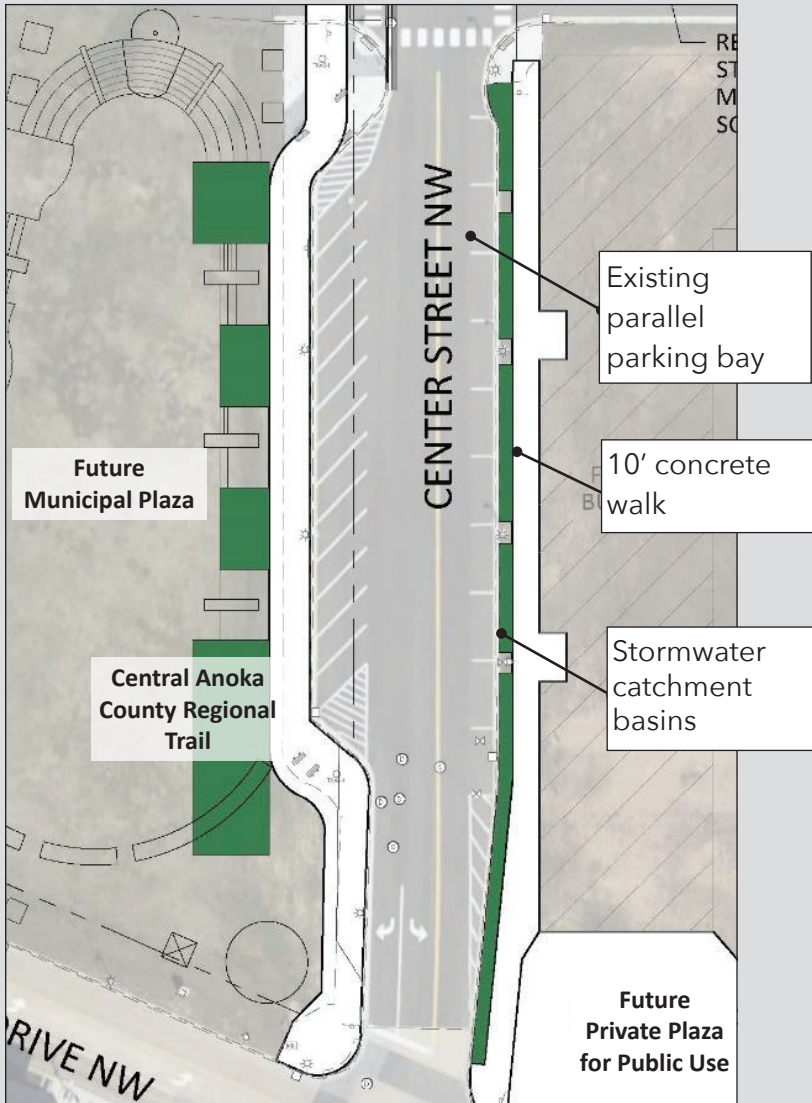 CENTER STREET NW
Existing
parallel
parking bay
10' concrete
walk
Stormwater
catchment
basins
Future
Municipal Plaza
Central Anoka
County Regional
Trail
Future
Private Plaza
for Public Use
DRIVE NW